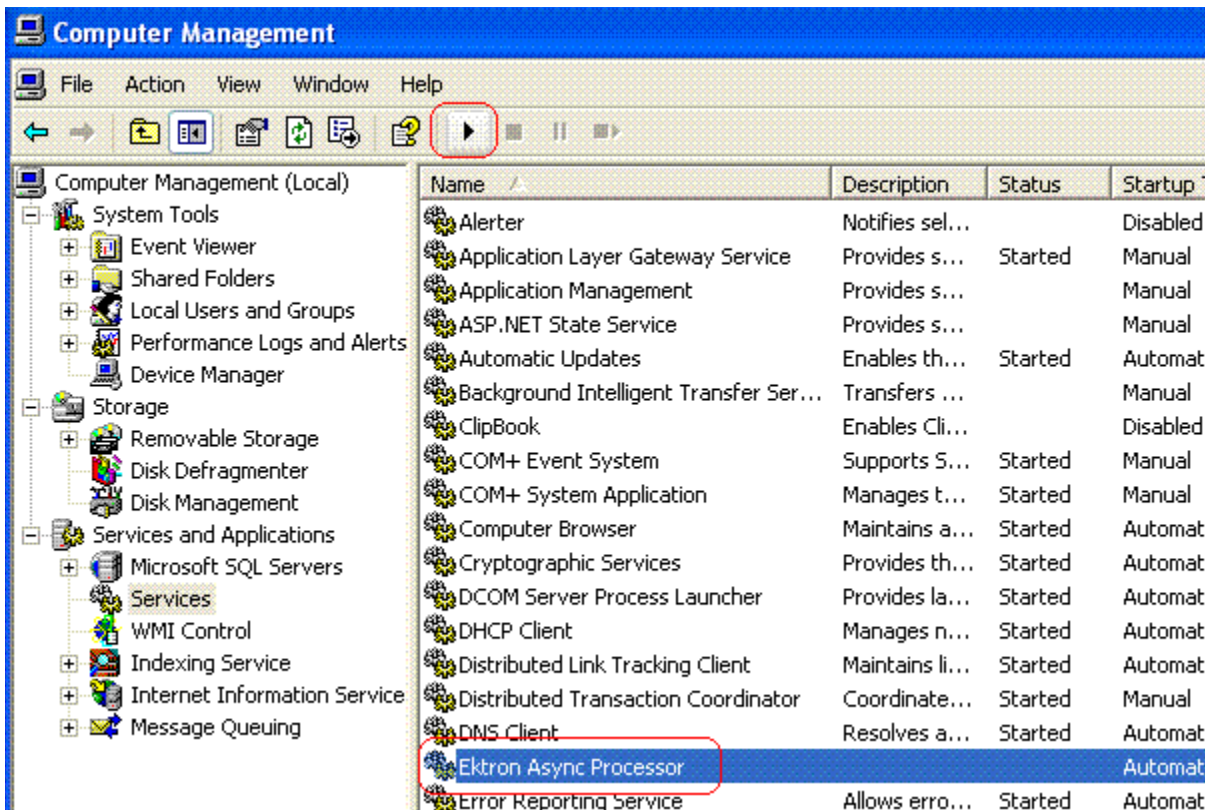 Computer Management
File Action View Window Help
Computer Management (Local)
System Tools
Event Viewer
Shared Folders
Local Users and Groups
Performance Logs and Alerts
Device Manager
Storage
Removable Storage
Disk Defragmenter
Disk Management
Services and Applications
Microsoft SQL Servers
Services
WMI Control
Indexing Service
Internet Information Service
Message Queuing
Name Description Status Startup T
Alerter Notifies sel... Disabled
Application Layer Gateway Service Provides s... Started Manual
Application Management Provides s... Manual
ASP.NET State Service Provides s... Manual
Automatic Updates Enables th... Started Automat
Background Intelligent Transfer Ser... Transfers ... Manual
ClipBook Enables Cli... Disabled
COM+ Event System Supports S... Started Manual
COM+ System Application Manages t... Started Manual
Computer Browser Maintains a... Started Automat
Cryptographic Services Provides th... Started Automat
DCOM Server Process Launcher Provides la... Started Automat
DHCP Client Manages n... Started Automat
Distributed Link Tracking Client Maintains li... Started Automat
Distributed Transaction Coordinator Coordinate... Started Manual
DNS Client Resolves a... Started Automat
Ektron Async Processor Automat
Error Reporting Service Allows erro... Started Automat